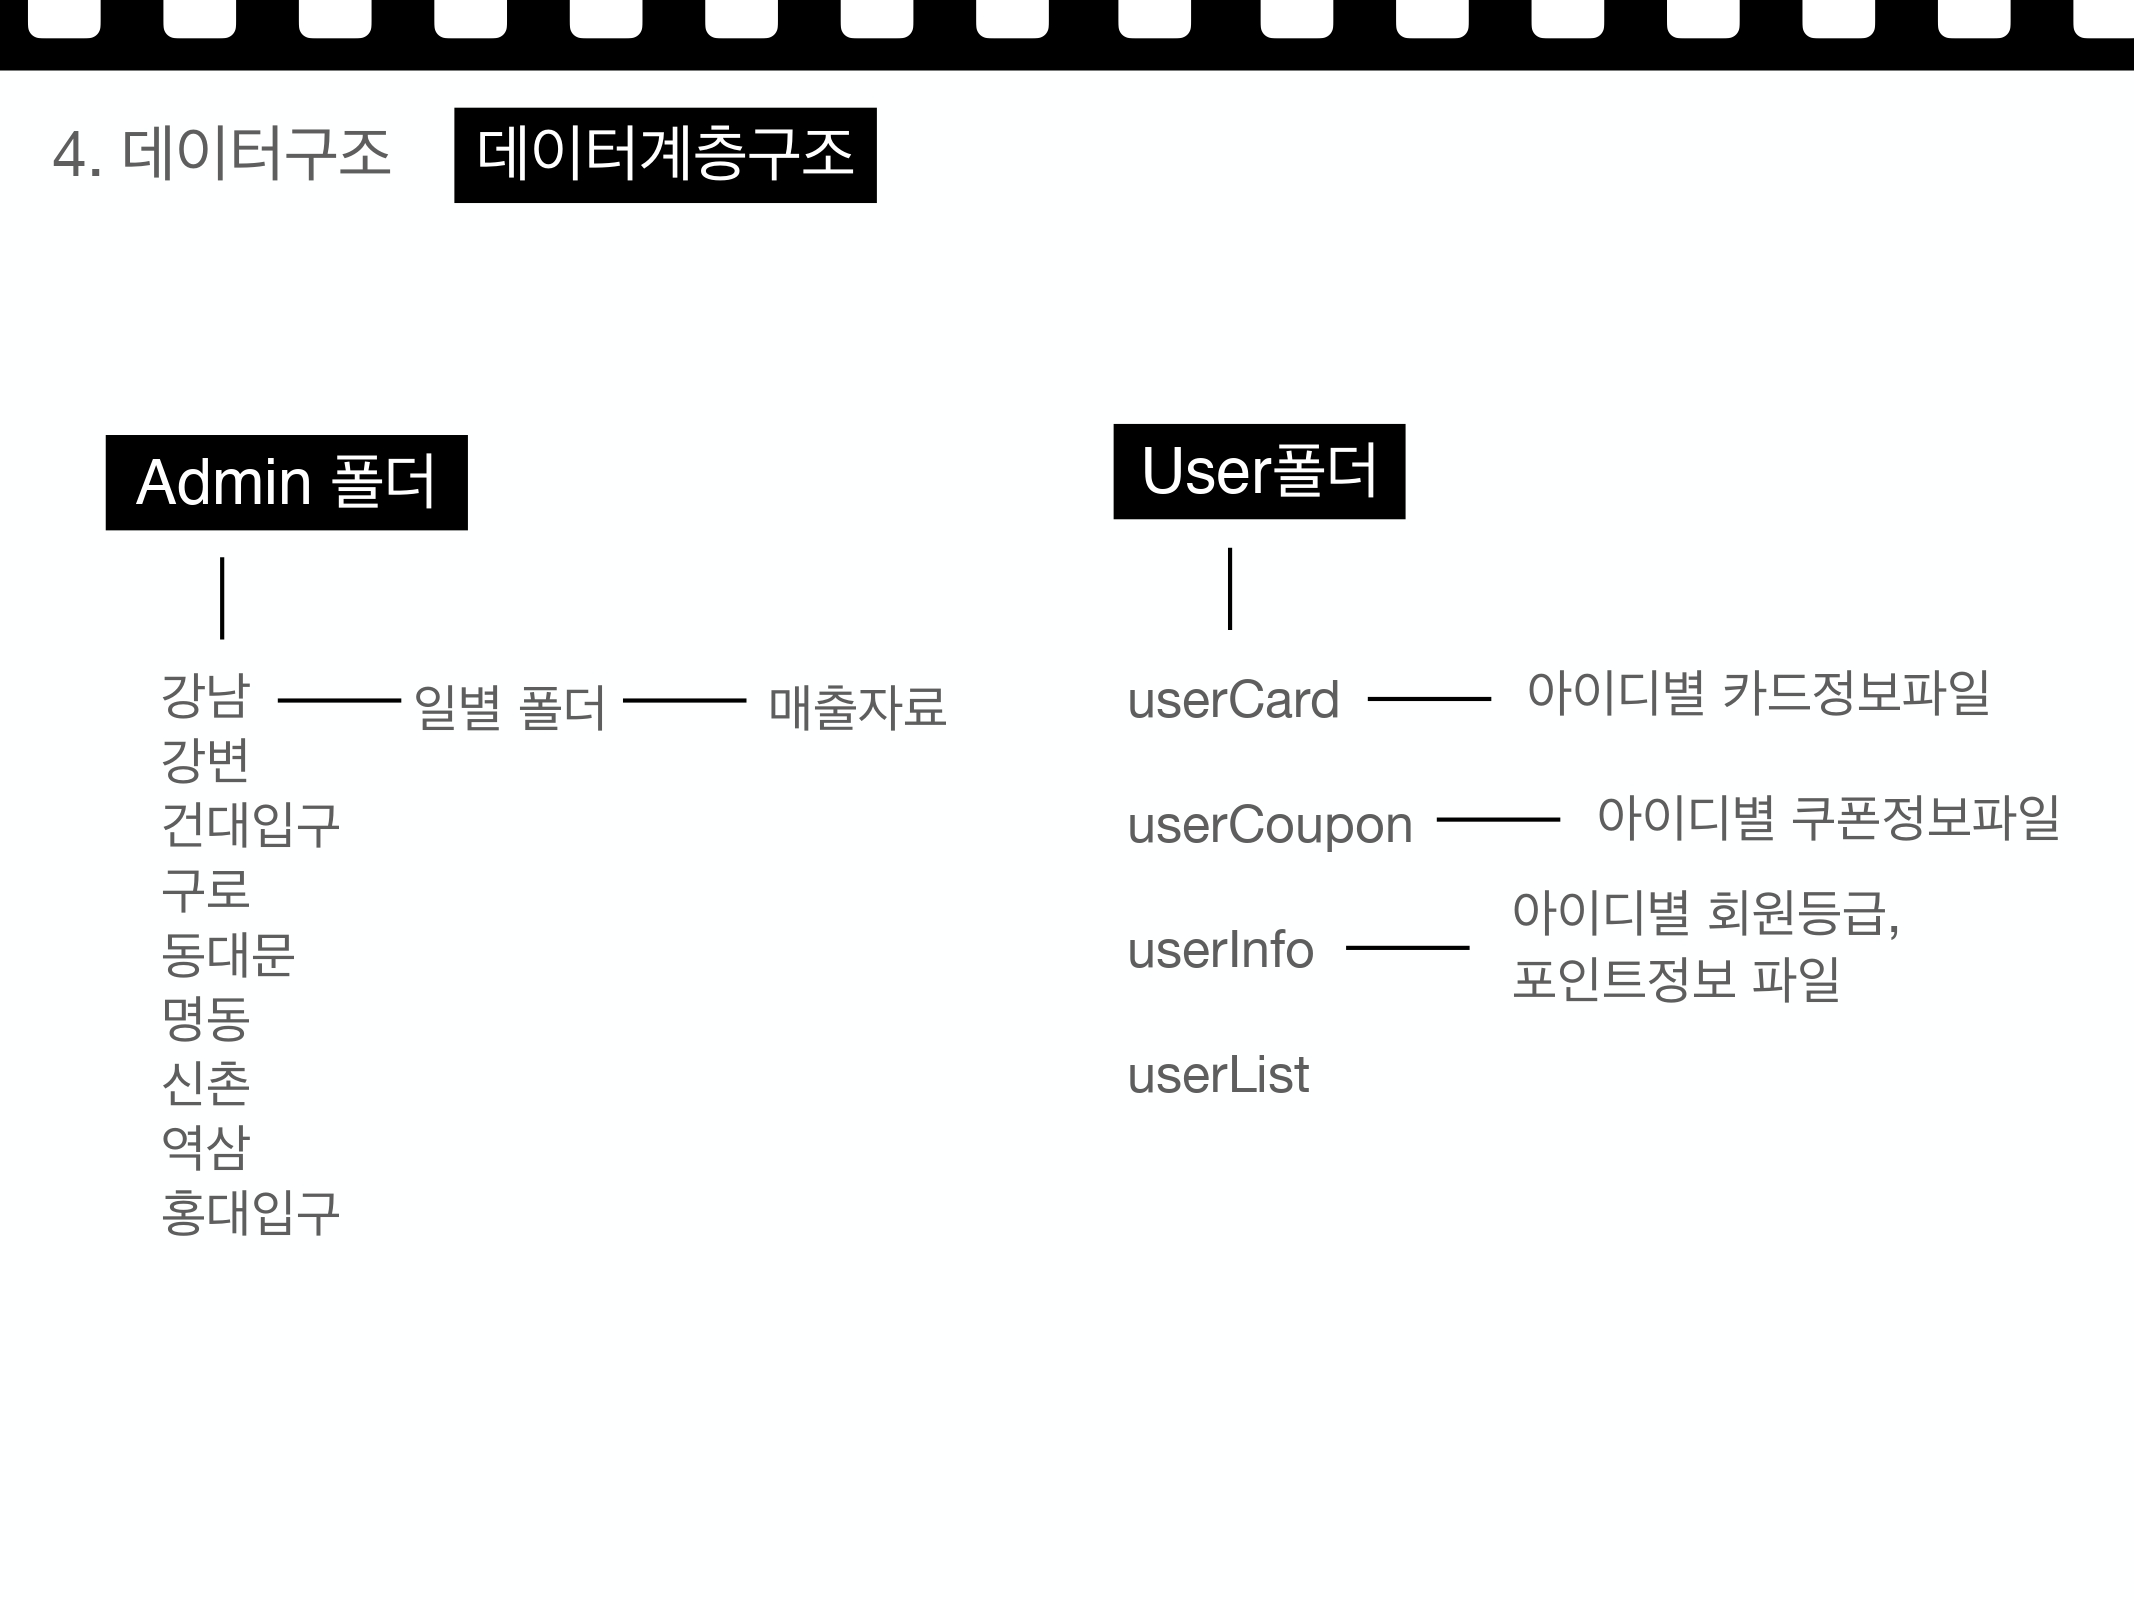 4. 데이터구조
데이터계층구조
Admin 폴더
강남
일별 폴더
매출자료
강변
건대입구
구로
동대문
명동
신촌
역삼
홍대입구
User폴더
userCard
아이디별 카드정보파일
userCoupon
아이디별 쿠폰정보파일
userInfo
아이디별 회원등급,
포인트정보 파일
userList